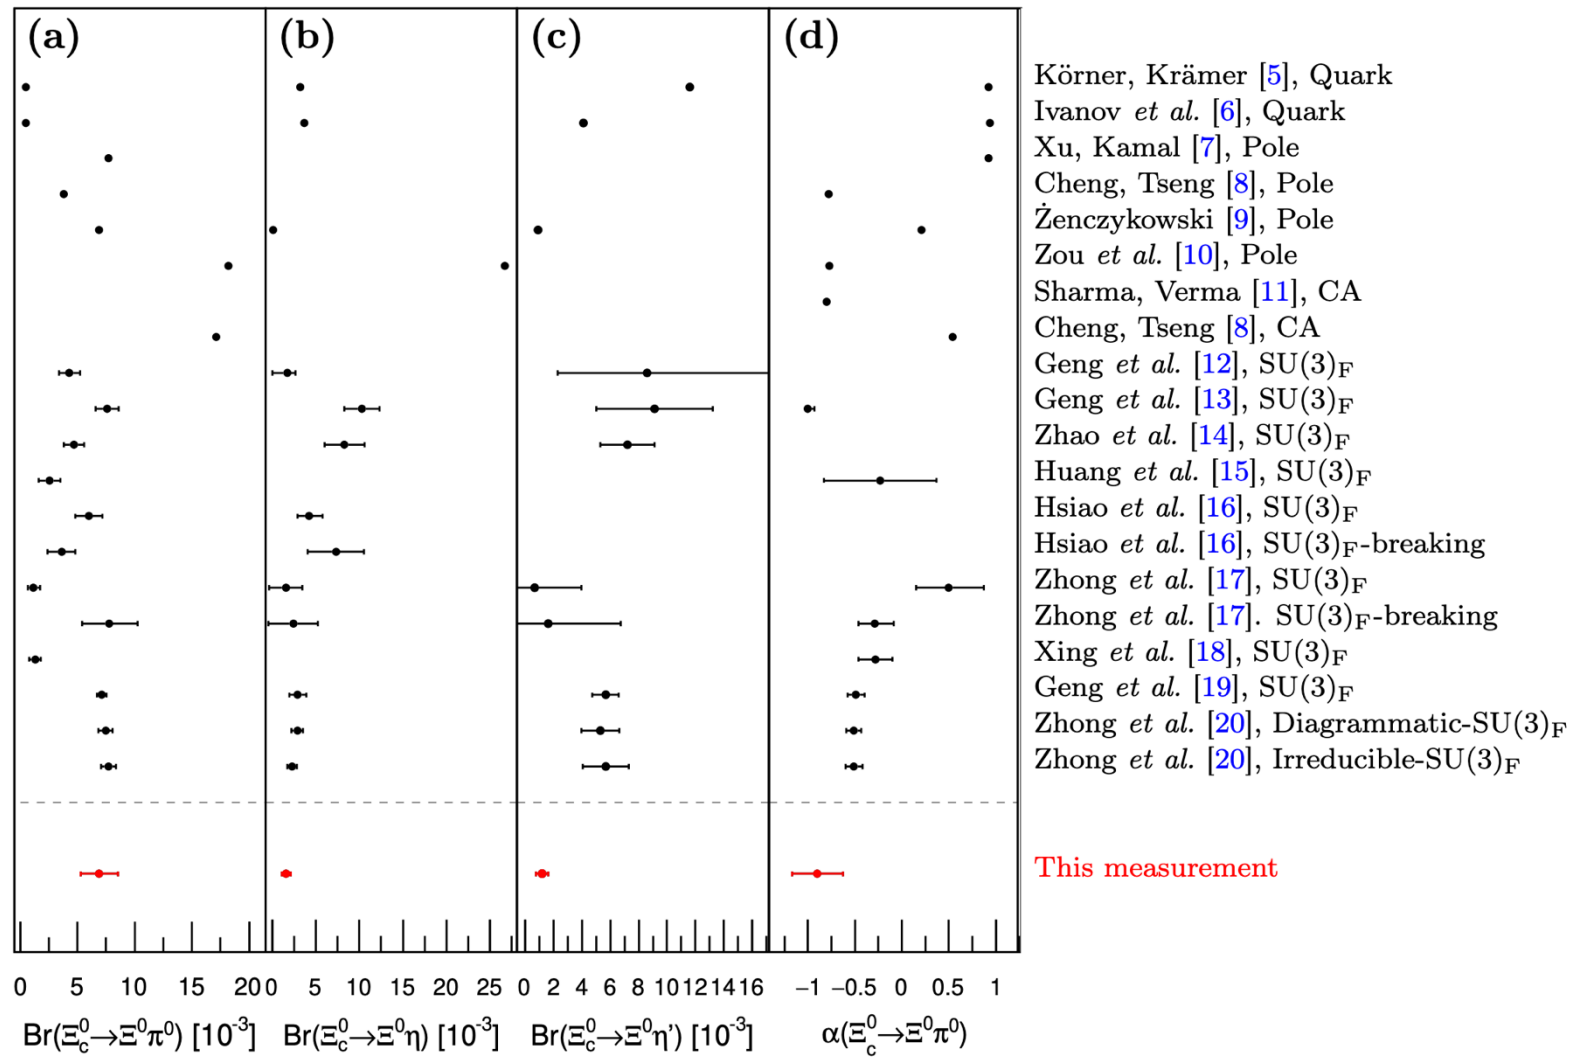 (a) (b) (c) (d)
Körner, Krämer [5], Quark
Ivanov et al. [6], Quark
Xu, Kamal [7], Pole
Cheng, Tseng [8], Pole
Żenczykowski [9], Pole
Zou et al. [10], Pole
Sharma, Verma [11], CA
Cheng, Tseng [8], CA
Geng et al. [12], SU(3)F
Geng et al. [13], SU(3)F
Zhao et al. [14], SU(3)F
Huang et al. [15], SU(3)F
Hsiao et al. [16], SU(3)F
Hsiao et al. [16], SU(3)F-breaking
Zhong et al. [17], SU(3)F
Zhong et al. [17]. SU(3)F-breaking
Xing et al. [18], SU(3)F
Geng et al. [19], SU(3)F
Zhong et al. [20], Diagrammatic-SU(3)F
Zhong et al. [20], Irreducible-SU(3)F
This measurement
0 5 10 15 20 0 5 10 15 20 25 0 2 4 6 8 10 12 14 16 −1 −0.5 0 0.5 1
Br(Ξc0→Ξ0π0) [10-3] Br(Ξc0→Ξ0η) [10-3] Br(Ξc0→Ξ0η') [10-3] α(Ξc0→Ξ0π0)